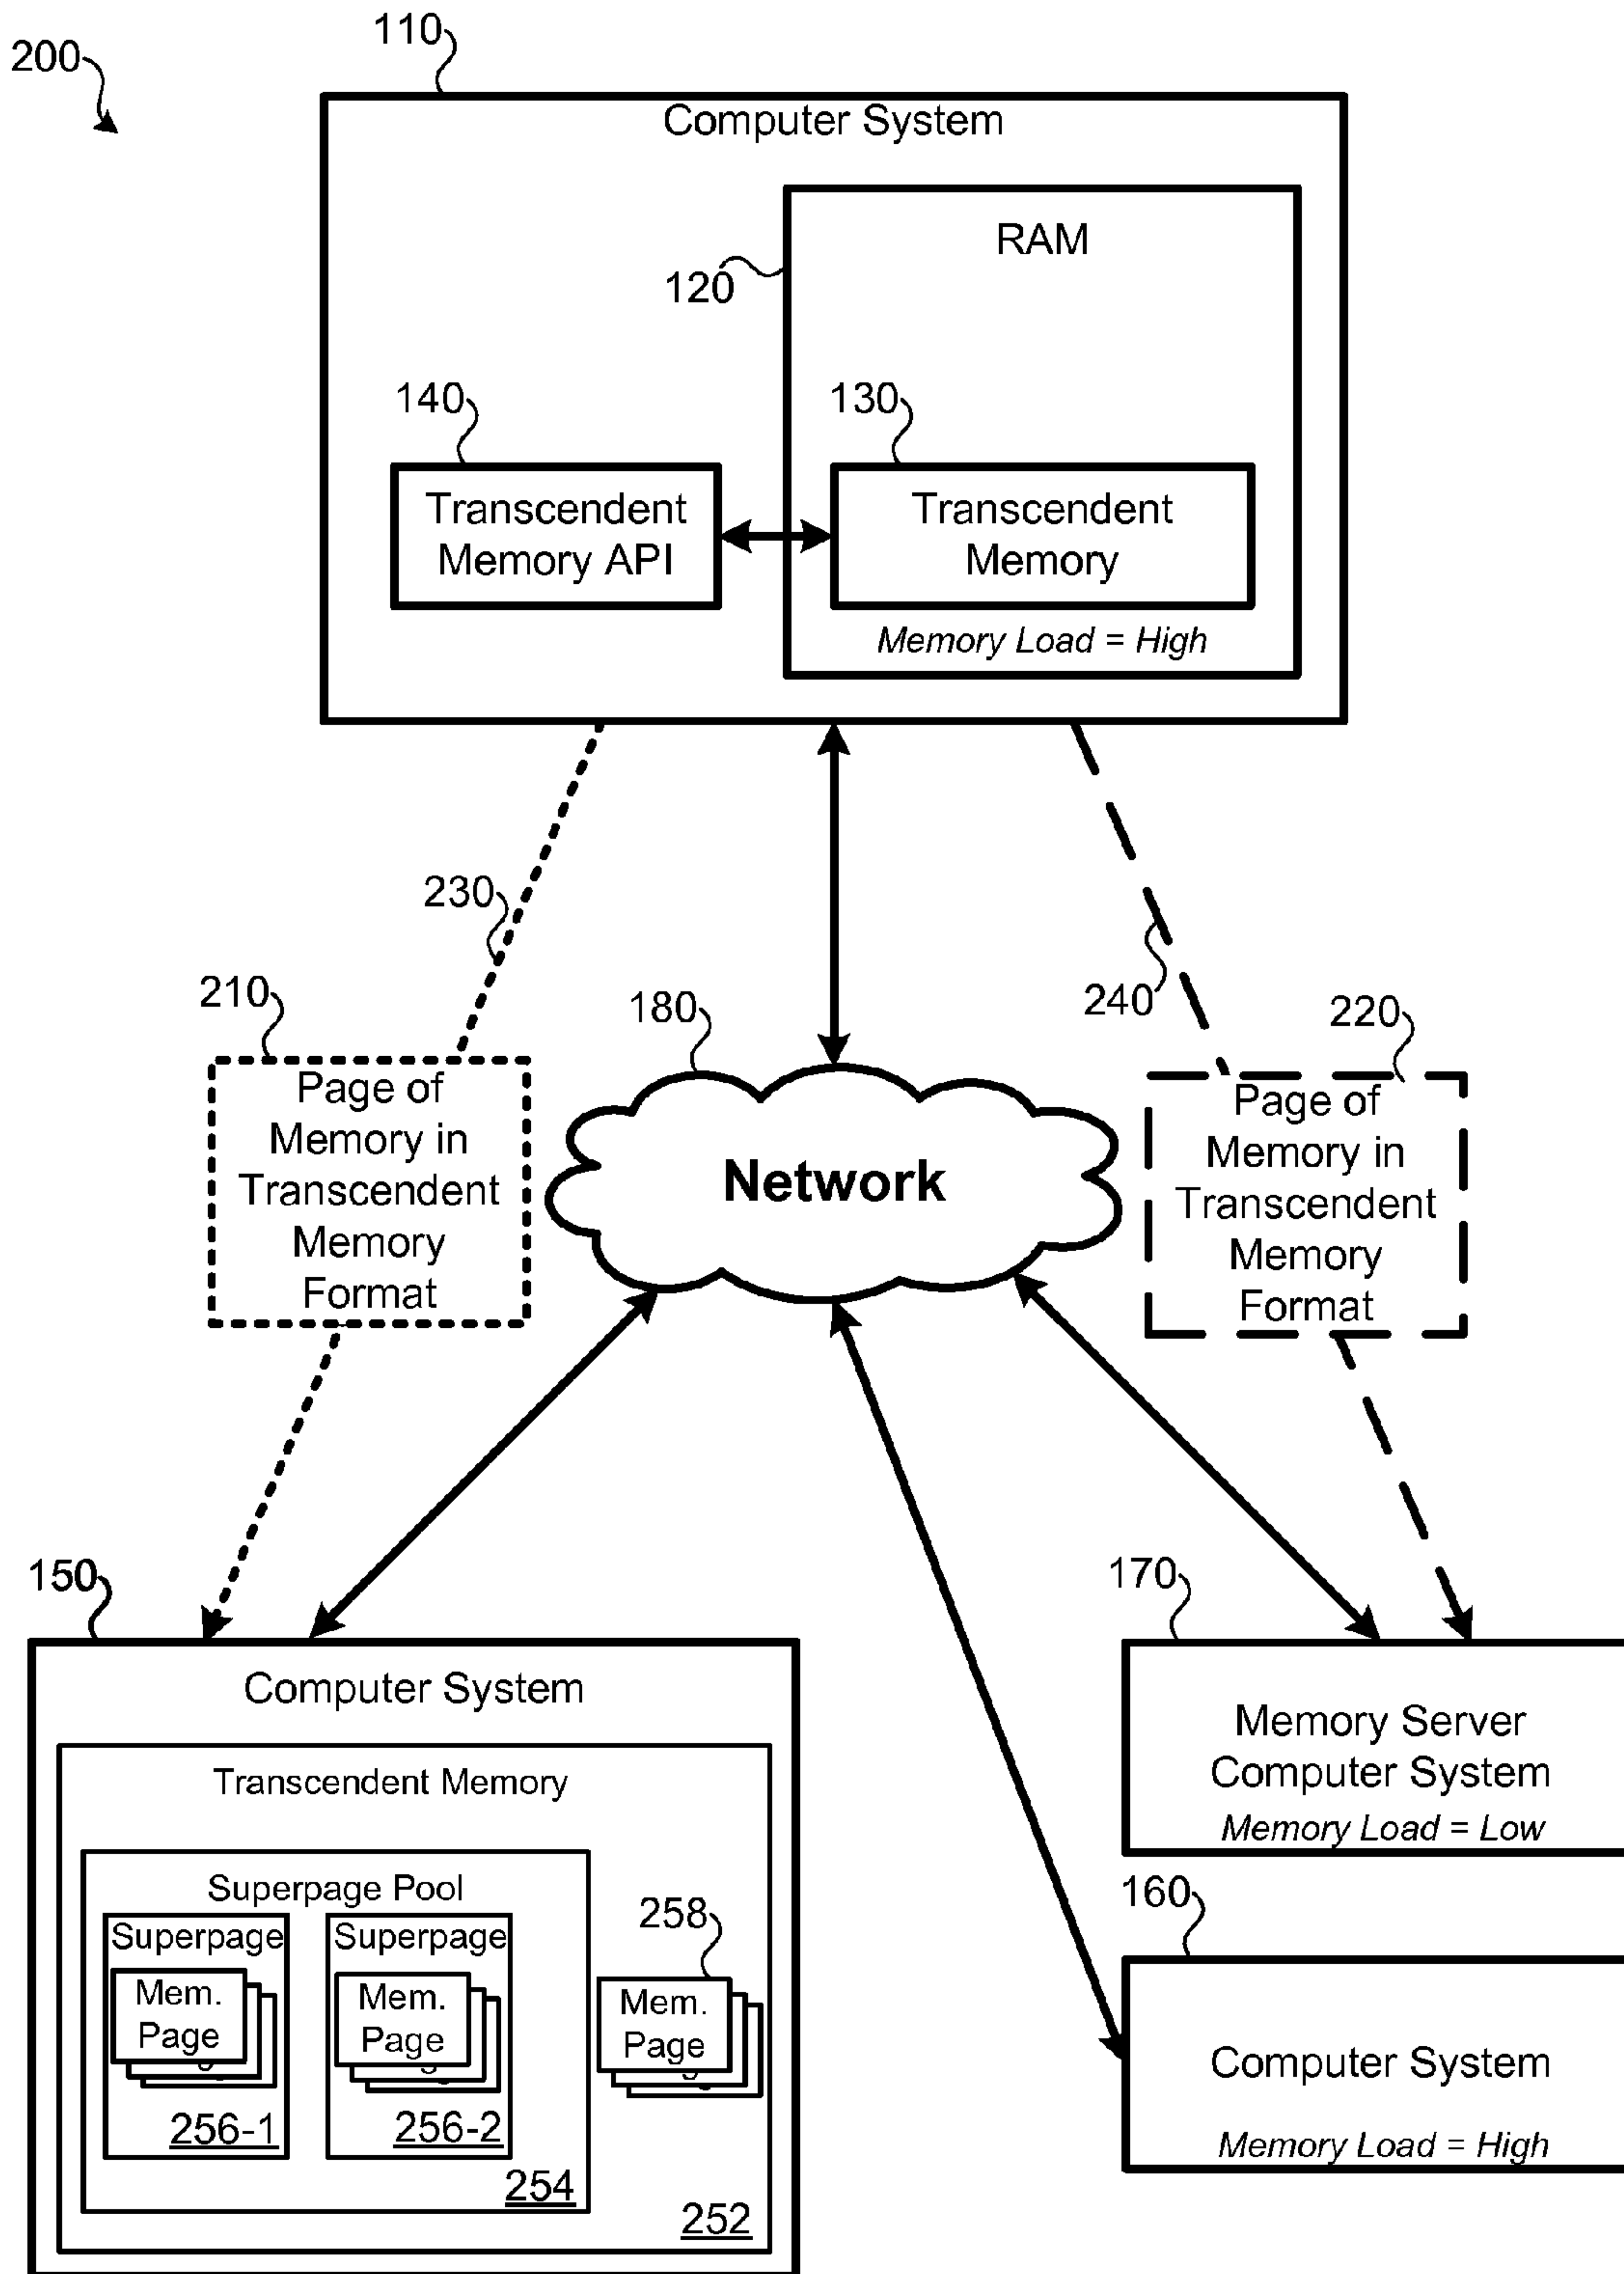 200
110
Computer System
RAM
120
140
130
Transcendent
Memory API
Transcendent
Memory
Memory Load = High
230
240
210
180
220
Page of
Memory in
Transcendent
Memory
Format
Network
Page of
Memory in
Transcendent
Memory
Format
150
170
Computer System
Transcendent Memory
Superpage Pool
Superpage
Mem.
Page
256-1
Superpage
Mem.
Page
256-2
254
258
Mem.
Page
252
Memory Server
Computer System
Memory Load = Low
160
Computer System
Memory Load = High